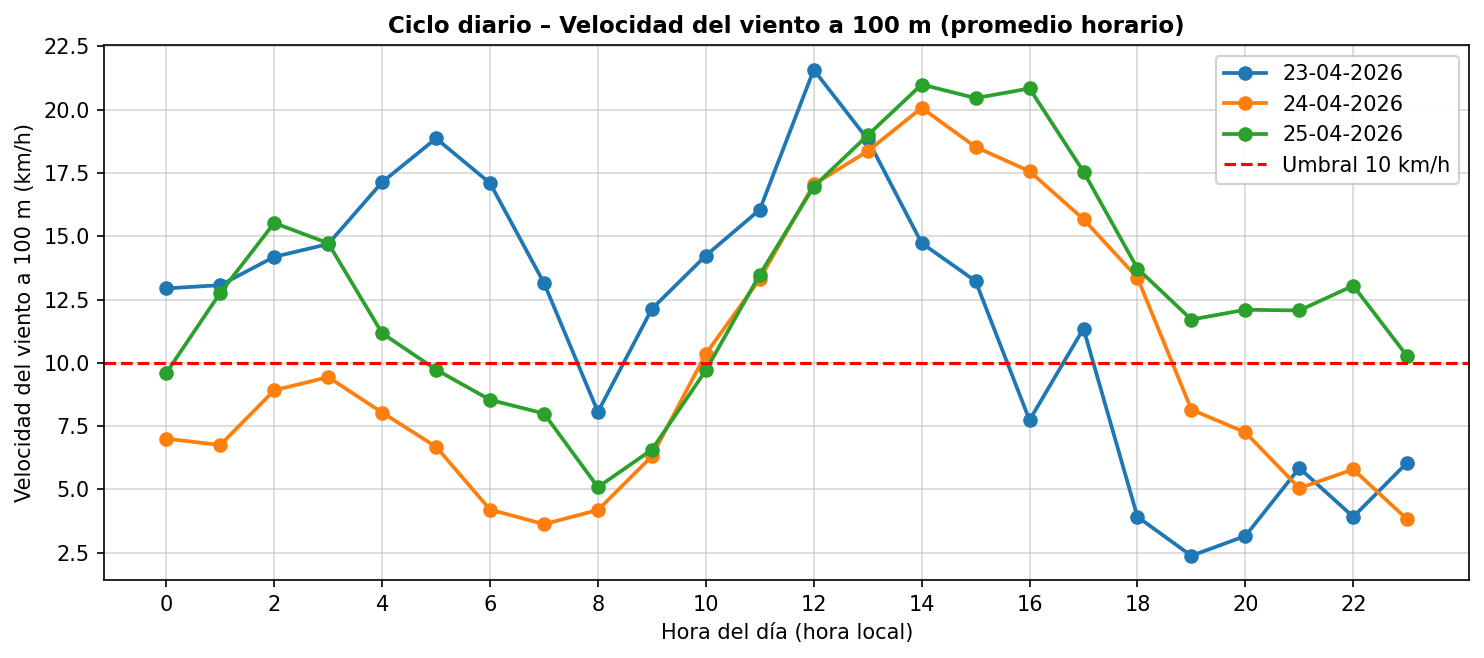 Ciclo diario – Velocidad del viento a 100 m (promedio horario)
Velocidad del viento a 100 m (km/h)
22.5
20.0
17.5
15.0
12.5
10.0
7.5
5.0
2.5
23-04-2026
24-04-2026
25-04-2026
Umbral 10 km/h
0 2 4 6 8 10 12 14 16 18 20 22
Hora del día (hora local)